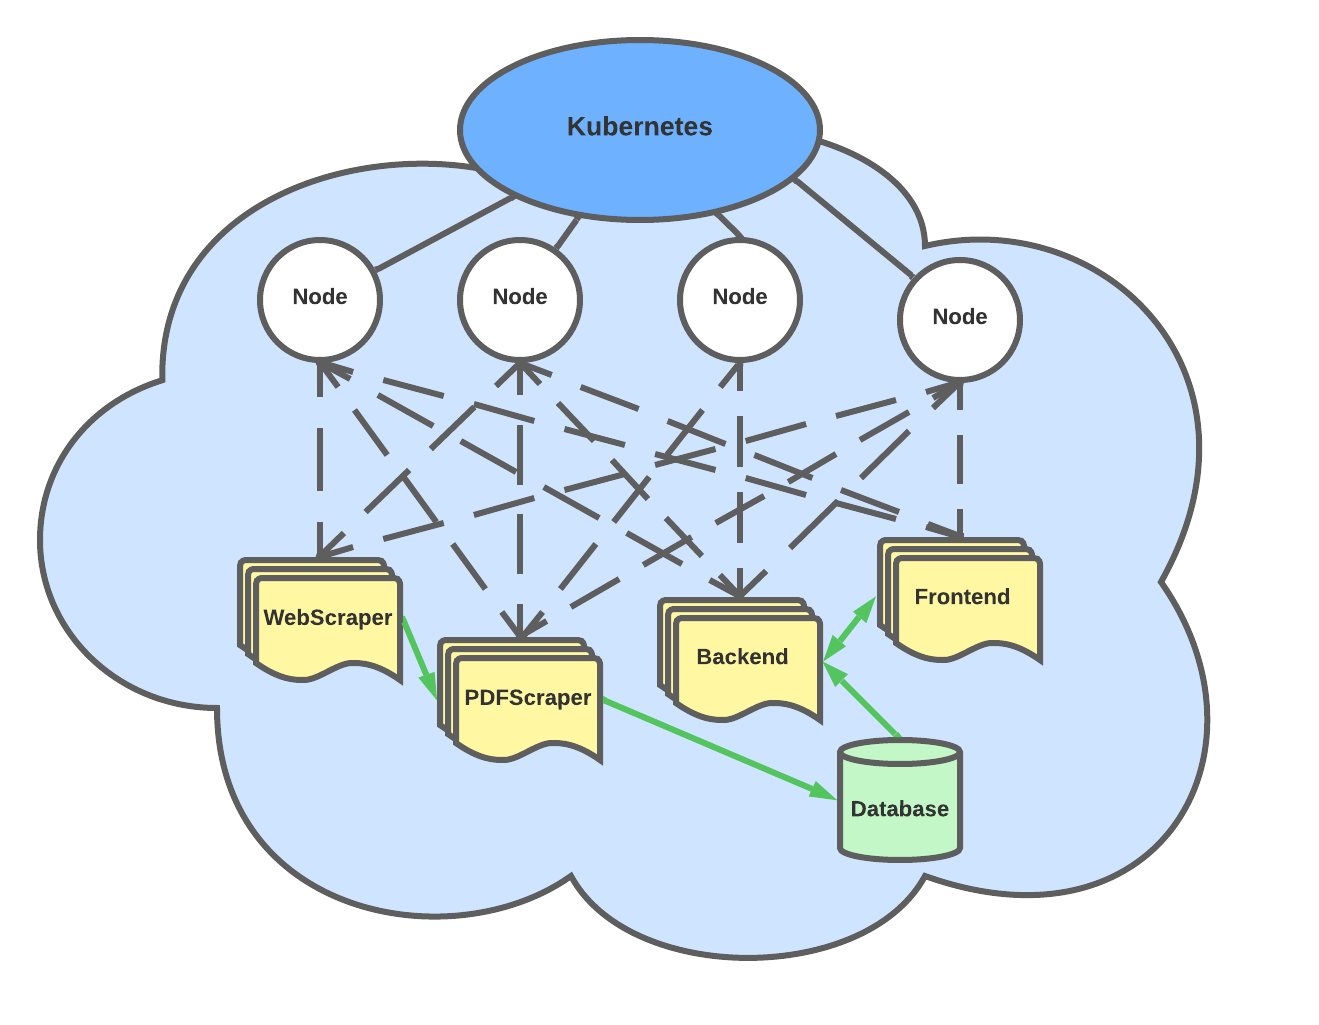 Kubernetes
Node
Node
Node
Node
WebScraper
PDFScraper
Backend
Frontend
Database